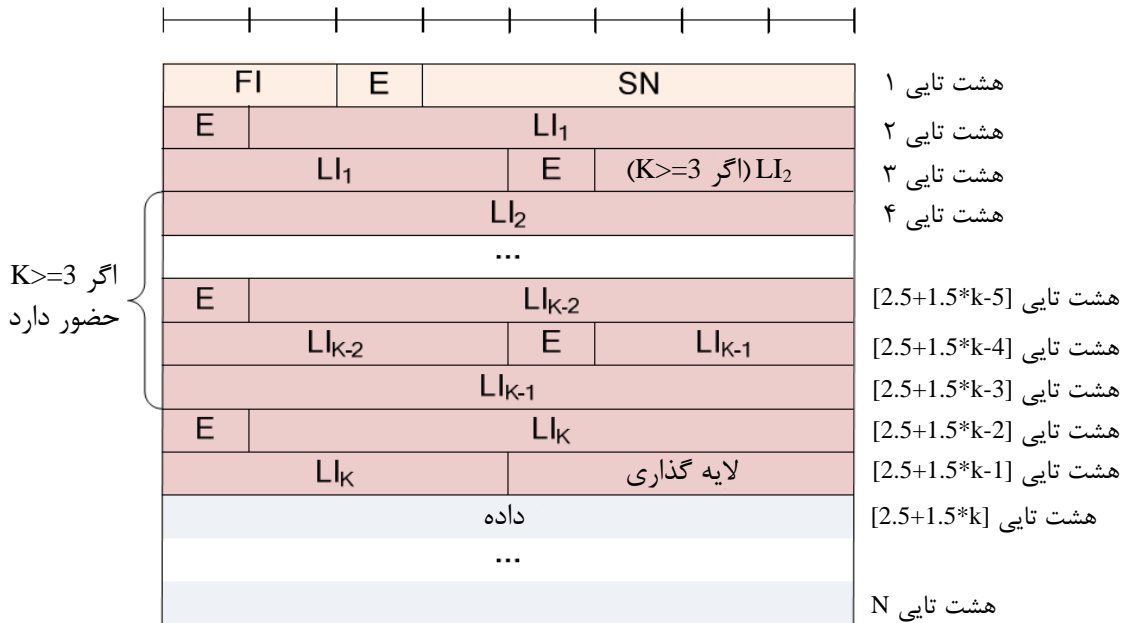 FI E SN هشت تایی ۱
E LI₁ هشت تایی ۲
LI₁ E LI₂ (اگر K>=3) هشت تایی ۳
LI₂ هشت تایی ۴
...
اگر K>=3
حضور دارد
E LIK-2 هشت تایی [2.5+1.5*k-5]
LIK-2 E LIK-1 هشت تایی [2.5+1.5*k-4]
LIK-1 هشت تایی [2.5+1.5*k-3]
E LIK هشت تایی [2.5+1.5*k-2]
LIK لایه گذاری هشت تایی [2.5+1.5*k-1]
داده هشت تایی [2.5+1.5*k]
...
هشت تایی N